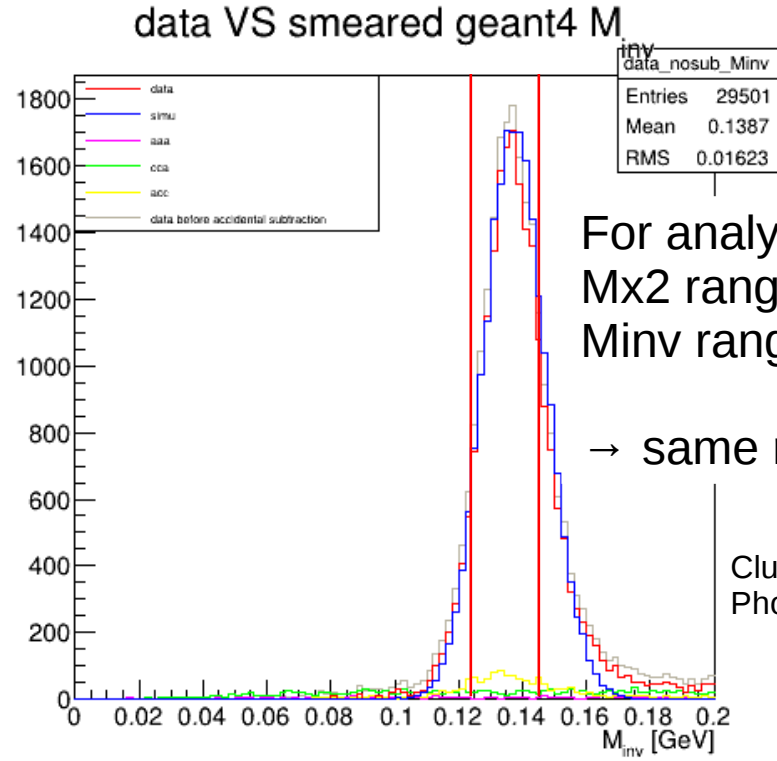 data VS smeared geant4 M_inv
data_nosub_Minv
Entries 29501
Mean 0.1387
RMS 0.01623
data
simu
aaa
cca
acc
data before accidental subtraction
1800
1600
1400
1200
1000
800
600
400
200
0
0 0.02 0.04 0.06 0.08 0.1 0.12 0.14 0.16 0.18 0.2
M_inv [GeV]
For analy
Mx2 rang
Minv rang
→ same r
Clu
Pho